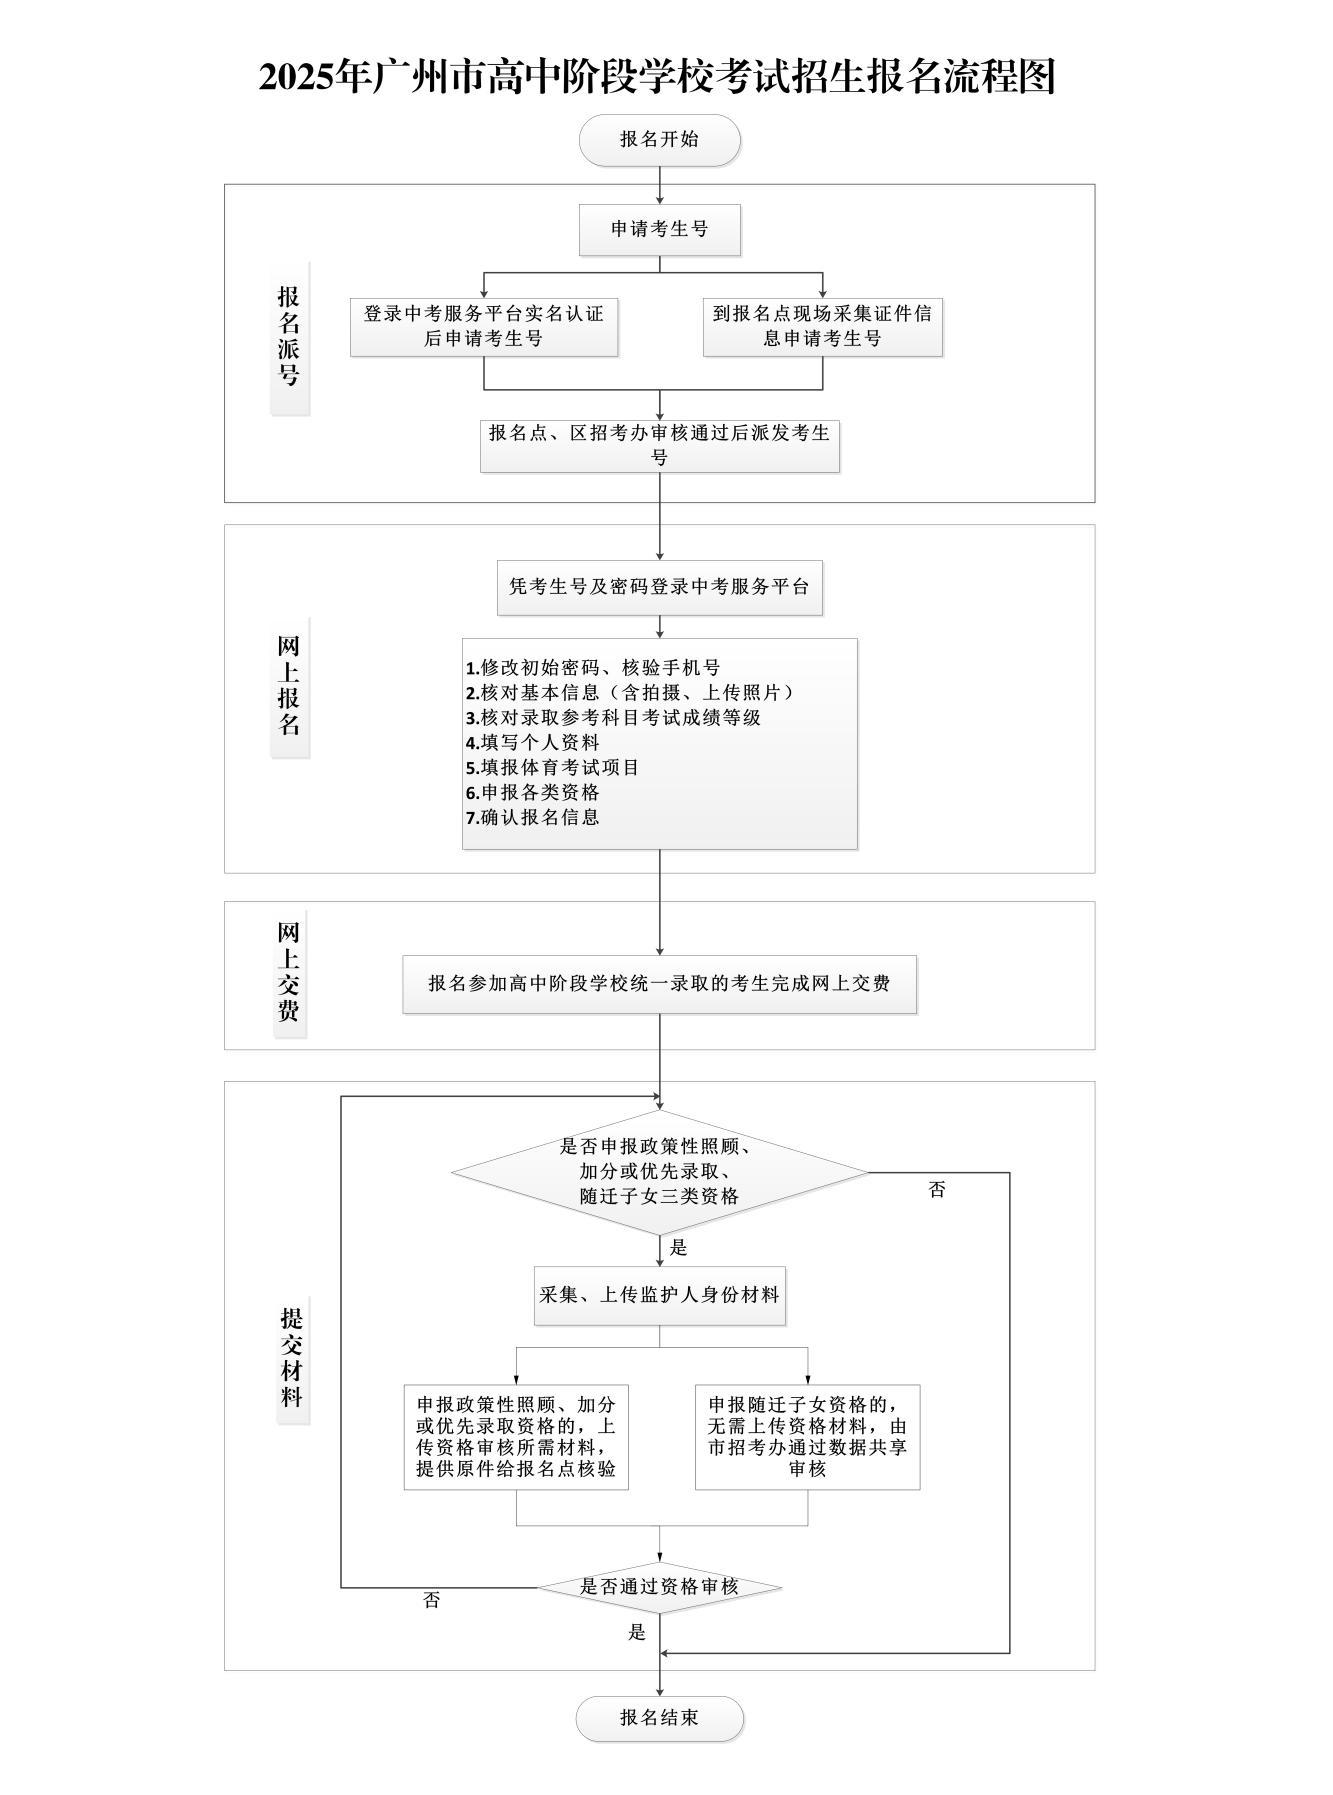 2025年广州市高中阶段学校考试招生报名流程图
报名开始
报名派号
申请考生号
登录中考服务平台实名认证
后申请考生号
到报名点现场采集证件信
息申请考生号
报名点、区招考办审核通过后派发考生
号
网上报名
凭考生号及密码登录中考服务平台
1.修改初始密码、核验手机号
2.核对基本信息（含拍摄、上传照片）
3.核对录取参考科目考试成绩等级
4.填写个人资料
5.填报体育考试项目
6.申报各类资格
7.确认报名信息
网上交费
报名参加高中阶段学校统一录取的考生完成网上交费
提交材料
是否申报政策性照顾、
加分或优先录取、
随迁子女三类资格
否
是
采集、上传监护人身份材料
申报政策性照顾、加分
或优先录取资格的，上
传资格审核所需材料，
提供原件给报名点核验
申报随迁子女资格的，
无需上传资格材料，由
市招考办通过数据共享
审核
是否通过资格审核
否
是
报名结束